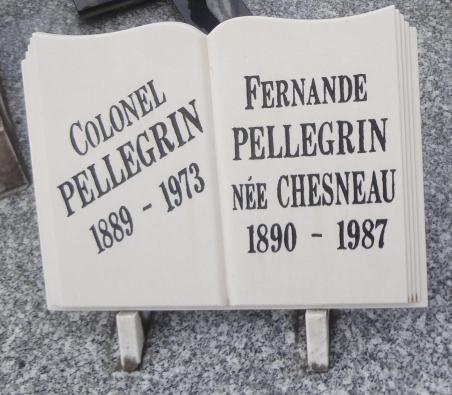 COLONEL
PELLEGRIN
1889 - 1973
FERNANDE
PELLEGRIN
NÉE CHESNEAU
1890 - 1987